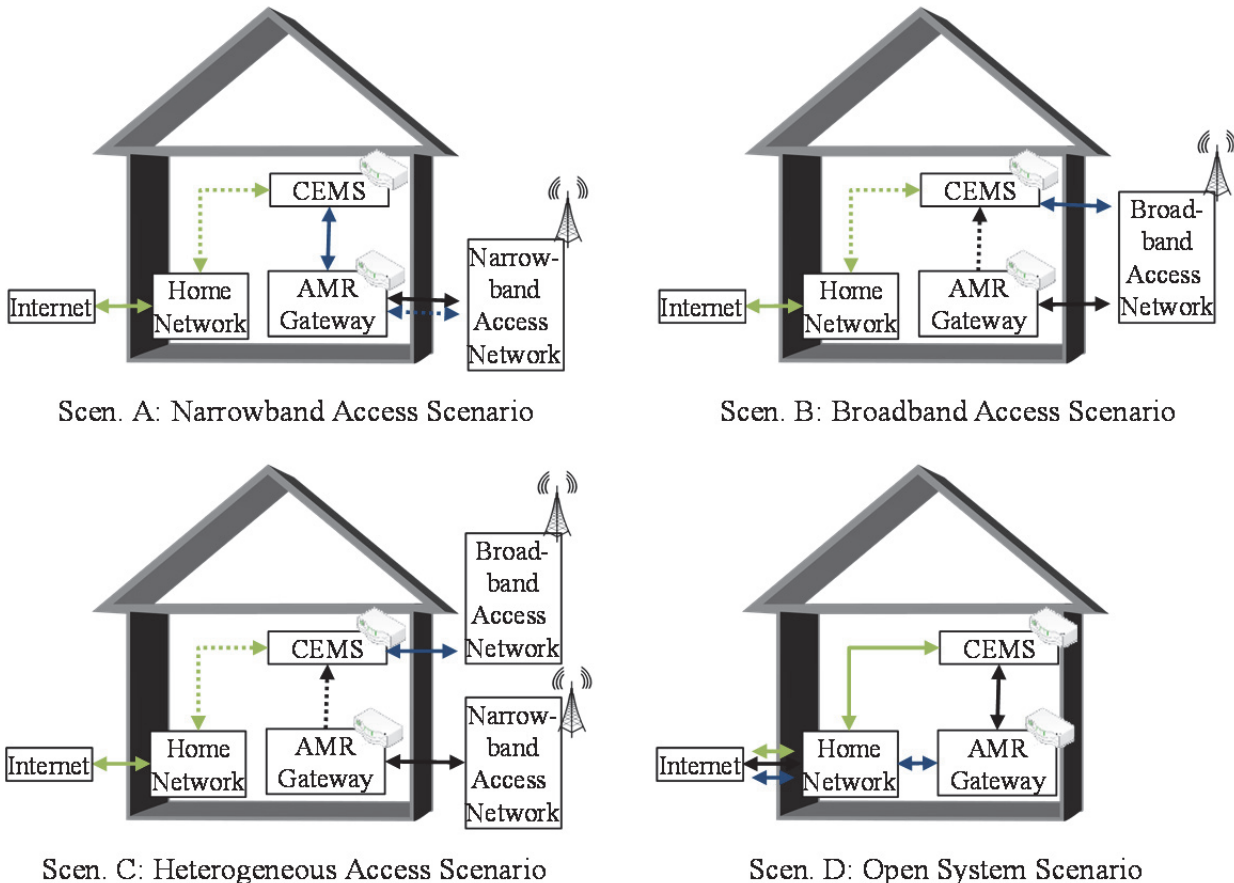 CEMS
Internet
Home
Network
AMR
Gateway
Narrow-
band
Access
Network
Scen. A: Narrowband Access Scenario
CEMS
Internet
Home
Network
AMR
Gateway
Broad-
band
Access
Network
Scen. B: Broadband Access Scenario
Broad-
band
Access
Network
CEMS
Internet
Home
Network
AMR
Gateway
Narrow-
band
Access
Network
Scen. C: Heterogeneous Access Scenario
CEMS
Internet
Home
Network
AMR
Gateway
Scen. D: Open System Scenario